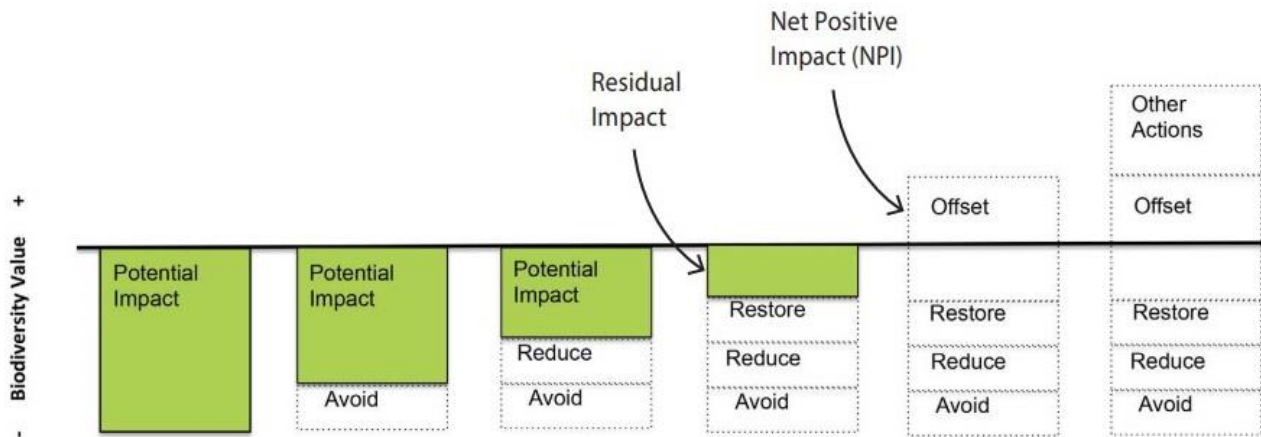 Net Positive
Impact (NPI)
Residual
Impact
Other
Actions
Offset
Offset
+
Biodiversity Value
-
Potential
Impact
Potential
Impact
Avoid
Potential
Impact
Reduce
Avoid
Restore
Reduce
Avoid
Restore
Reduce
Avoid
Restore
Reduce
Avoid